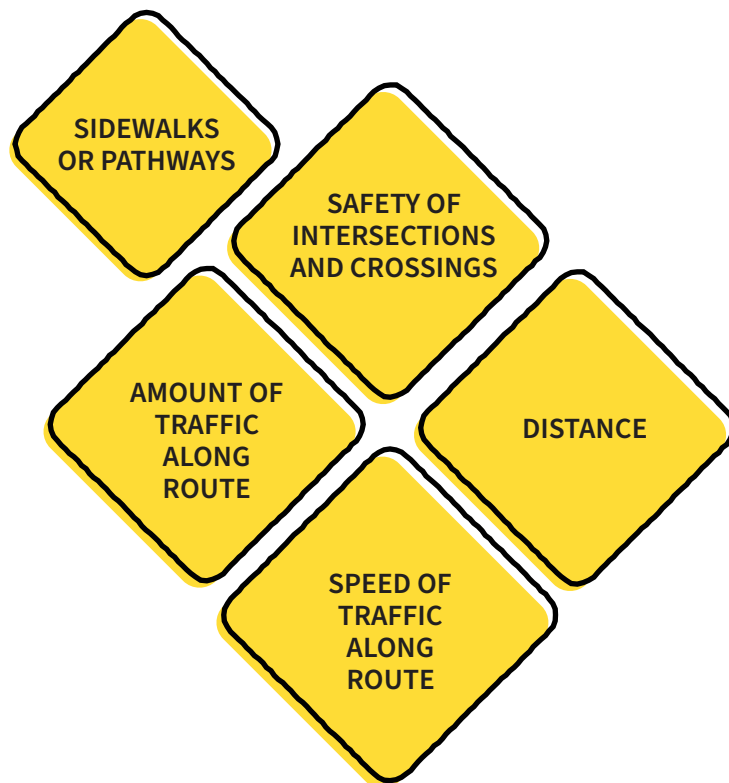 SIDEWALKS
OR PATHWAYS
SAFETY OF
INTERSECTIONS
AND CROSSINGS
AMOUNT OF
TRAFFIC
ALONG
ROUTE
DISTANCE
SPEED OF
TRAFFIC
ALONG
ROUTE